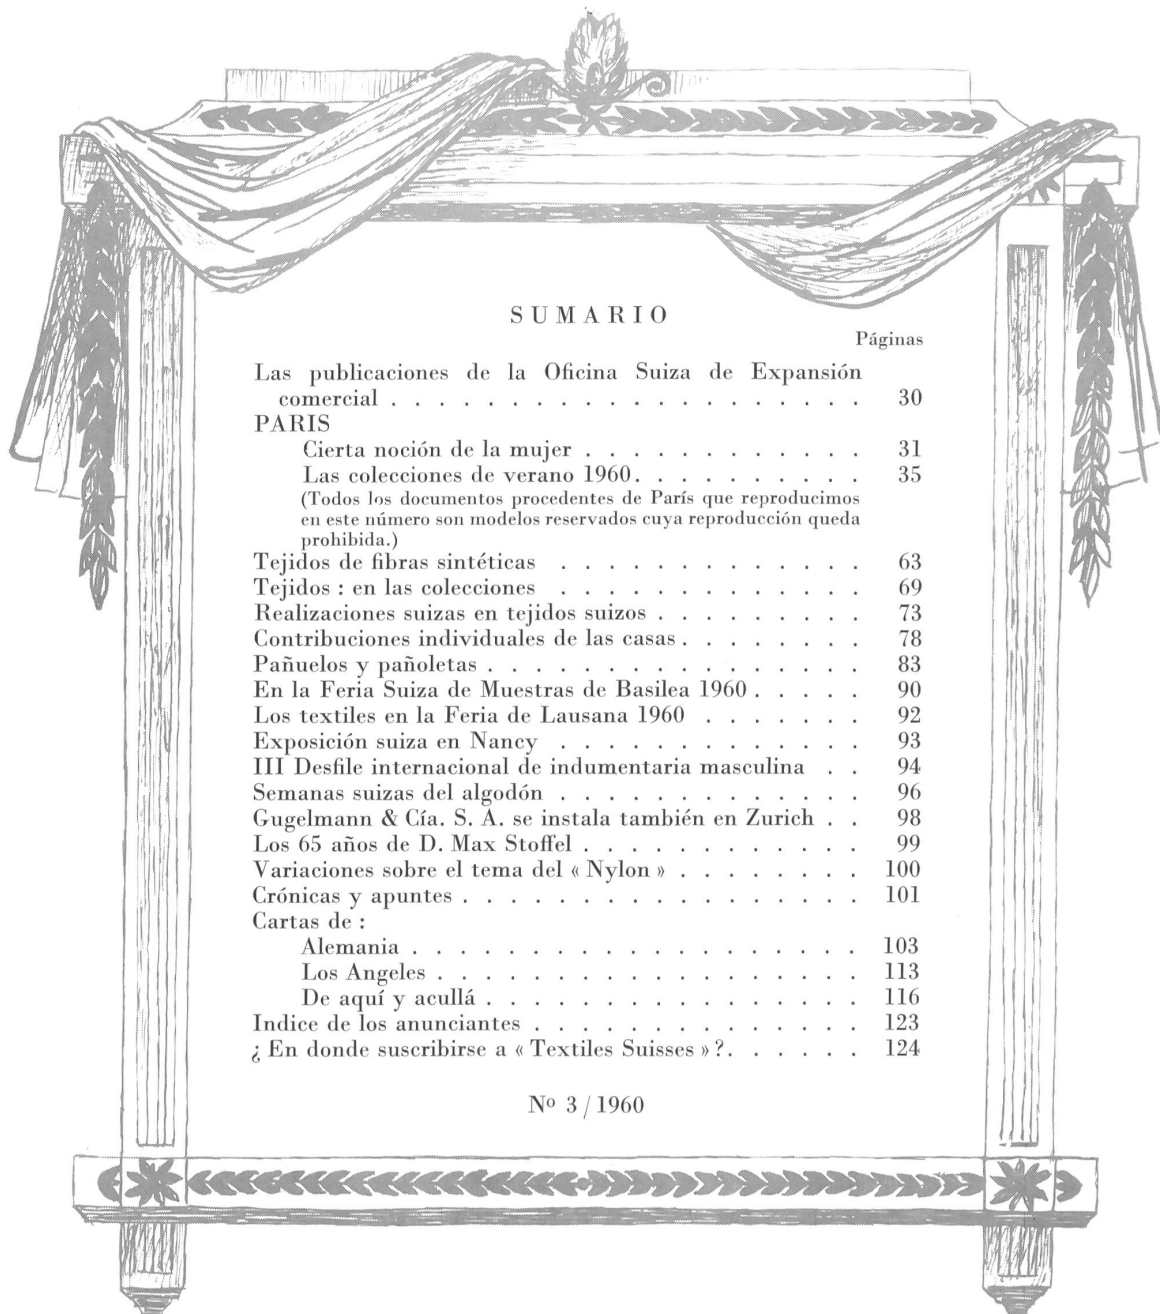 SUMARIO
Páginas
Las publicaciones de la Oficina Suiza de Expansión
comercial . . . . . . . . . . . . . . . . . . . . 30
PARIS
Cierta noción de la mujer . . . . . . . . . . . . 31
Las colecciones de verano 1960. . . . . . . . . . 35
(Todos los documentos procedentes de París que reproducimos
en este número son modelos reservados cuya reproducción queda
prohibida.)
Tejidos de fibras sintéticas . . . . . . . . . . . . . 63
Tejidos : en las colecciones . . . . . . . . . . . . . 69
Realizaciones suizas en tejidos suizos . . . . . . . . . 73
Contribuciones individuales de las casas . . . . . . . . 78
Pañuelos y pañoletas . . . . . . . . . . . . . . . . 83
En la Feria Suiza de Muestras de Basilea 1960 . . . . . 90
Los textiles en la Feria de Lausana 1960 . . . . . . . 92
Exposición suiza en Nancy . . . . . . . . . . . . . 93
III Desfile internacional de indumentaria masculina . . 94
Semanas suizas del algodón . . . . . . . . . . . . . 96
Gugelmann & Cía. S. A. se instala también en Zurich . . 98
Los 65 años de D. Max Stoffel . . . . . . . . . . . . 99
Variaciones sobre el tema del « Nylon » . . . . . . . . 100
Crónicas y apuntes . . . . . . . . . . . . . . . . . 101
Cartas de :
Alemania . . . . . . . . . . . . . . . . . . . 103
Los Angeles . . . . . . . . . . . . . . . . . . 113
De aquí y acullá . . . . . . . . . . . . . . . . 116
Indice de los anunciantes . . . . . . . . . . . . . . 123
¿ En donde suscribirse a « Textiles Suisses » ?. . . . . . 124
Nº 3 / 1960